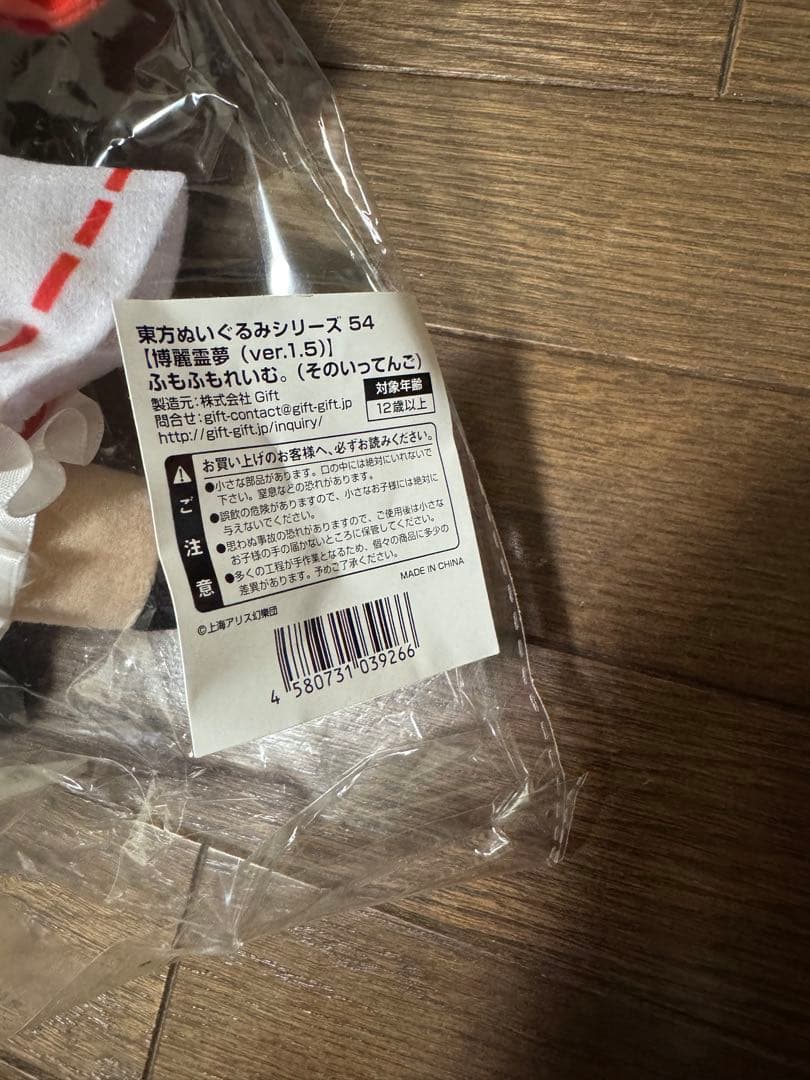 東方ぬいぐるみシリーズ 54
【博麗霊夢（ver.1.5）】
ふもふもれいむ。（そのいってんご）
製造元：株式会社 Gift
問合せ：gift-contact@gift-gift.jp
http://gift-gift.jp/inquiry/
対象年齢
12歳以上
ご注意
お買い上げのお客様へ、必ずお読みください。
●小さな部品があります。口の中には絶対にいれないで
下さい。窒息などの恐れがあります。
●誤飲の危険がありますので、小さなお子様には絶対に
与えないでください。
●思わぬ事故の恐れがありますので、ご使用後は小さな
お子様の手の届かないところに保管してください。
●多くの工程が手作業となるため、個々の商品に多少の
差異があります。予めご了承ください。
MADE IN CHINA
©上海アリス幻樂団
4 580731 039266